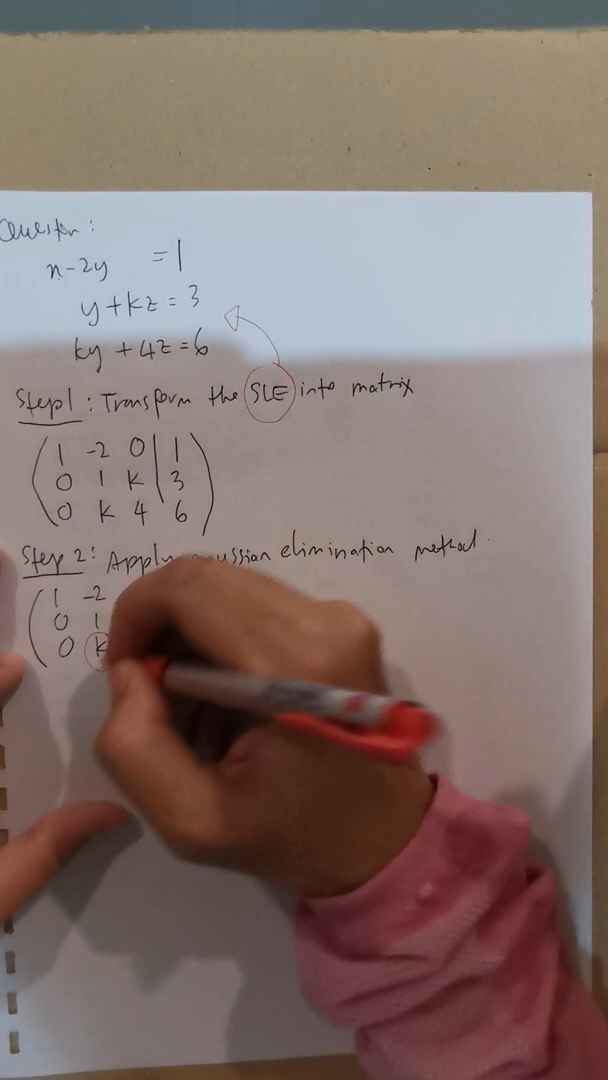 Question:
x-2y =1
y+kz=3
ky +4z=6
Step1: Transform the SLE into matrix
1 -2 0 | 1
0 1 k | 3
0 k 4 6
Step 2: Apply elimination method.
1 -2
0 1
0 k